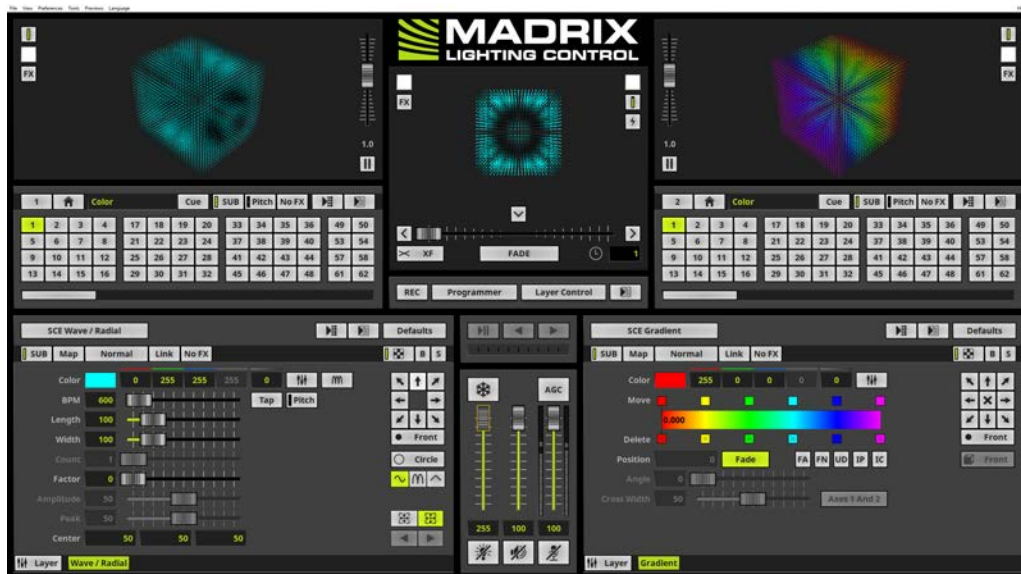 File View Preferences Tools Previews Language
MADRIX
LIGHTING CONTROL
FX
1.0
FX
FX
1.0
1 Color Cue SUB Pitch No FX
1 2 3 4 17 18 19 20 33 34 35 36 49 50
5 6 7 8 21 22 23 24 37 38 39 40 53 54
9 10 11 12 25 26 27 28 41 42 43 44 57 58
13 14 15 16 29 30 31 32 45 46 47 48 61 62
XF FADE 1
REC Programmer Layer Control
2 Color Cue SUB Pitch No FX
1 2 3 4 17 18 19 20 33 34 35 36 49 50
5 6 7 8 21 22 23 24 37 38 39 40 53 54
9 10 11 12 25 26 27 28 41 42 43 44 57 58
13 14 15 16 29 30 31 32 45 46 47 48 61 62
SCE Wave / Radial Defaults
SUB Map Normal Link No FX B S
Color 0 255 255 255 0
BPM 600 Tap Pitch
Length 100
Width 100 Front
Count 1 Circle
Factor 0
Amplitude 50
Peak 50
Center 50 50 50
Layer Wave / Radial
AGC
255 100 100
SCE Gradient Defaults
SUB Map Normal Link No FX B S
Color 255 0 0 0 0
Move
0.000
Delete Front
Position 0 Fade FA FN UD IP IC Front
Angle 0
Cross Width 50 Axes 1 And 2
Layer Gradient